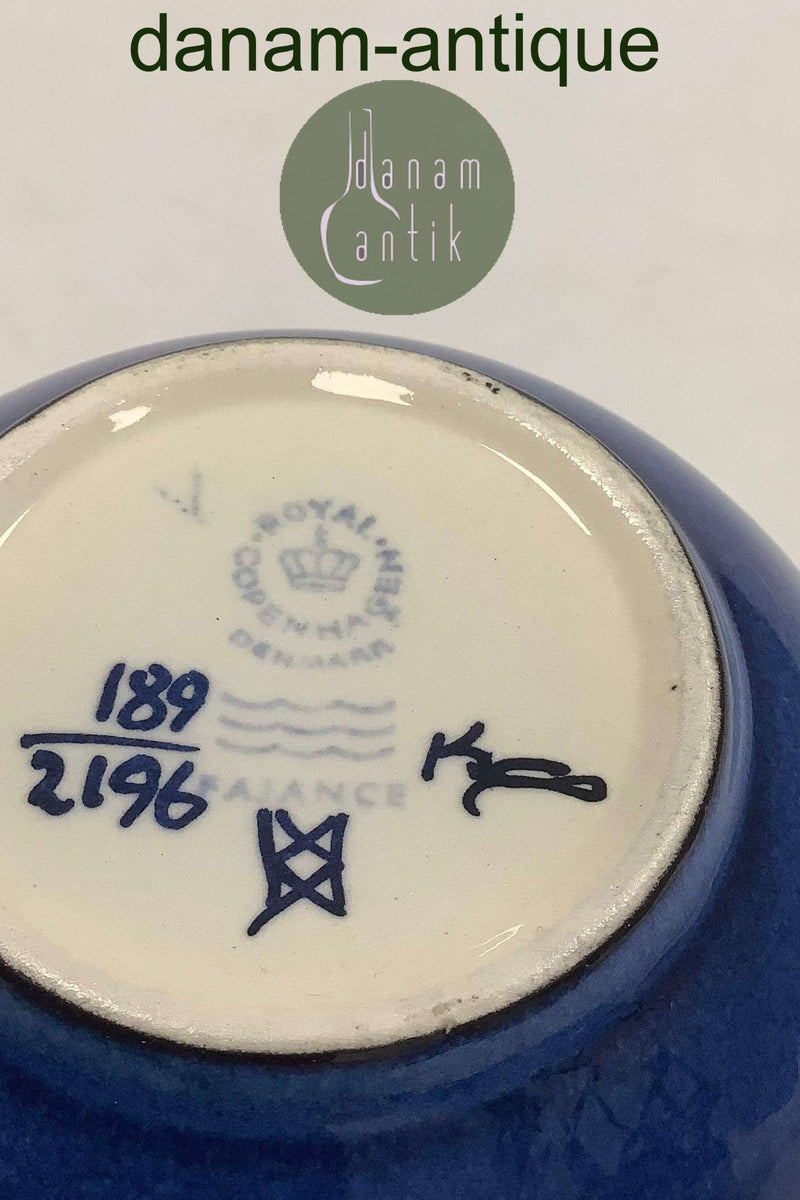 danam-antique
danam
antik
ROYAL COPENHAGEN
DENMARK
189
2196
FAJANCE